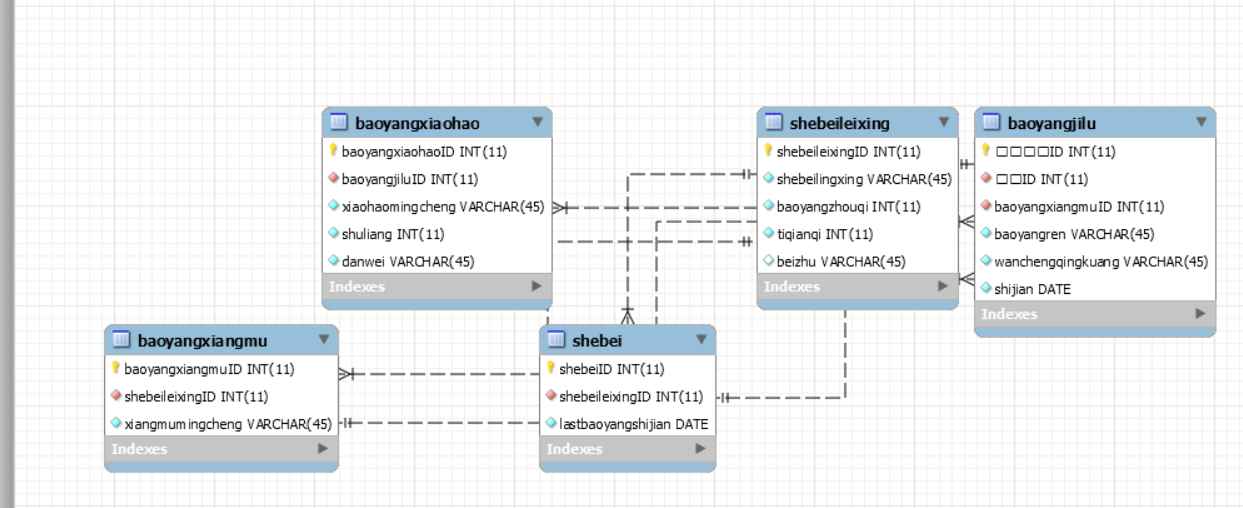 baoyangxiaohao
baoyangxiaohaoID INT(11)
baoyangjiluID INT(11)
xiaohaomingcheng VARCHAR(45)
shuliang INT(11)
danwei VARCHAR(45)
Indexes
shebeileixing
shebeileixingID INT(11)
shebeilingxing VARCHAR(45)
baoyangzhouqi INT(11)
tiqianqi INT(11)
beizhu VARCHAR(45)
Indexes
baoyangjilu
□□□□ID INT(11)
□□ID INT(11)
baoyangxiangmuID INT(11)
baoyangren VARCHAR(45)
wanchengqingkuang VARCHAR(45)
shijian DATE
Indexes
baoyangxiangmu
baoyangxiangmuID INT(11)
shebeileixingID INT(11)
xiangmumingcheng VARCHAR(45)
Indexes
shebei
shebeiID INT(11)
shebeileixingID INT(11)
lastbaoyangshijian DATE
Indexes